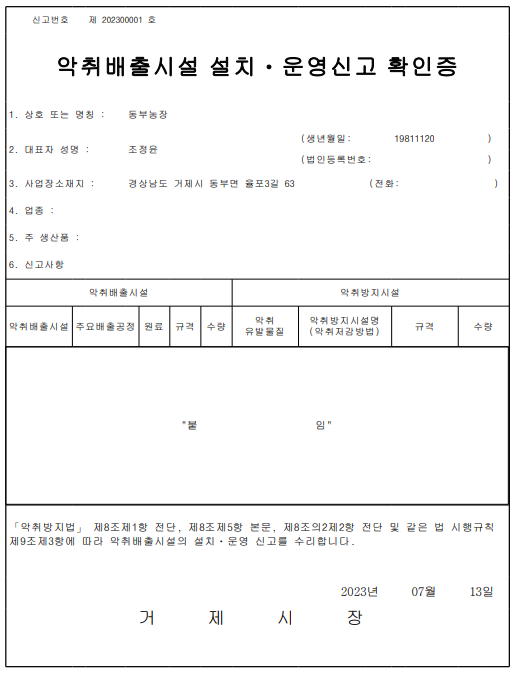 신고번호 제 202300001 호
악취배출시설 설치・운영신고 확인증
1. 상호 또는 명칭 : 동부농장
(생년월일: 19811120 )
2. 대표자 성명 : 조정윤
(법인등록번호: )
3. 사업장소재지 : 경상남도 거제시 동부면 율포3길 63 (전화: )
4. 업종 :
5. 주 생산품 :
6. 신고사항
악취배출시설 악취방지시설
악취배출시설 주요배출공정 원료 규격 수량 악취 유발물질 악취방지시설명 (악취저감방법) 규격 수량
"붙 임"
「악취방지법」 제8조제1항 전단, 제8조제5항 본문, 제8조의2제2항 전단 및 같은 법 시행규칙
제9조제3항에 따라 악취배출시설의 설치・운영 신고를 수리합니다.
2023년 07월 13일
거 제 시 장